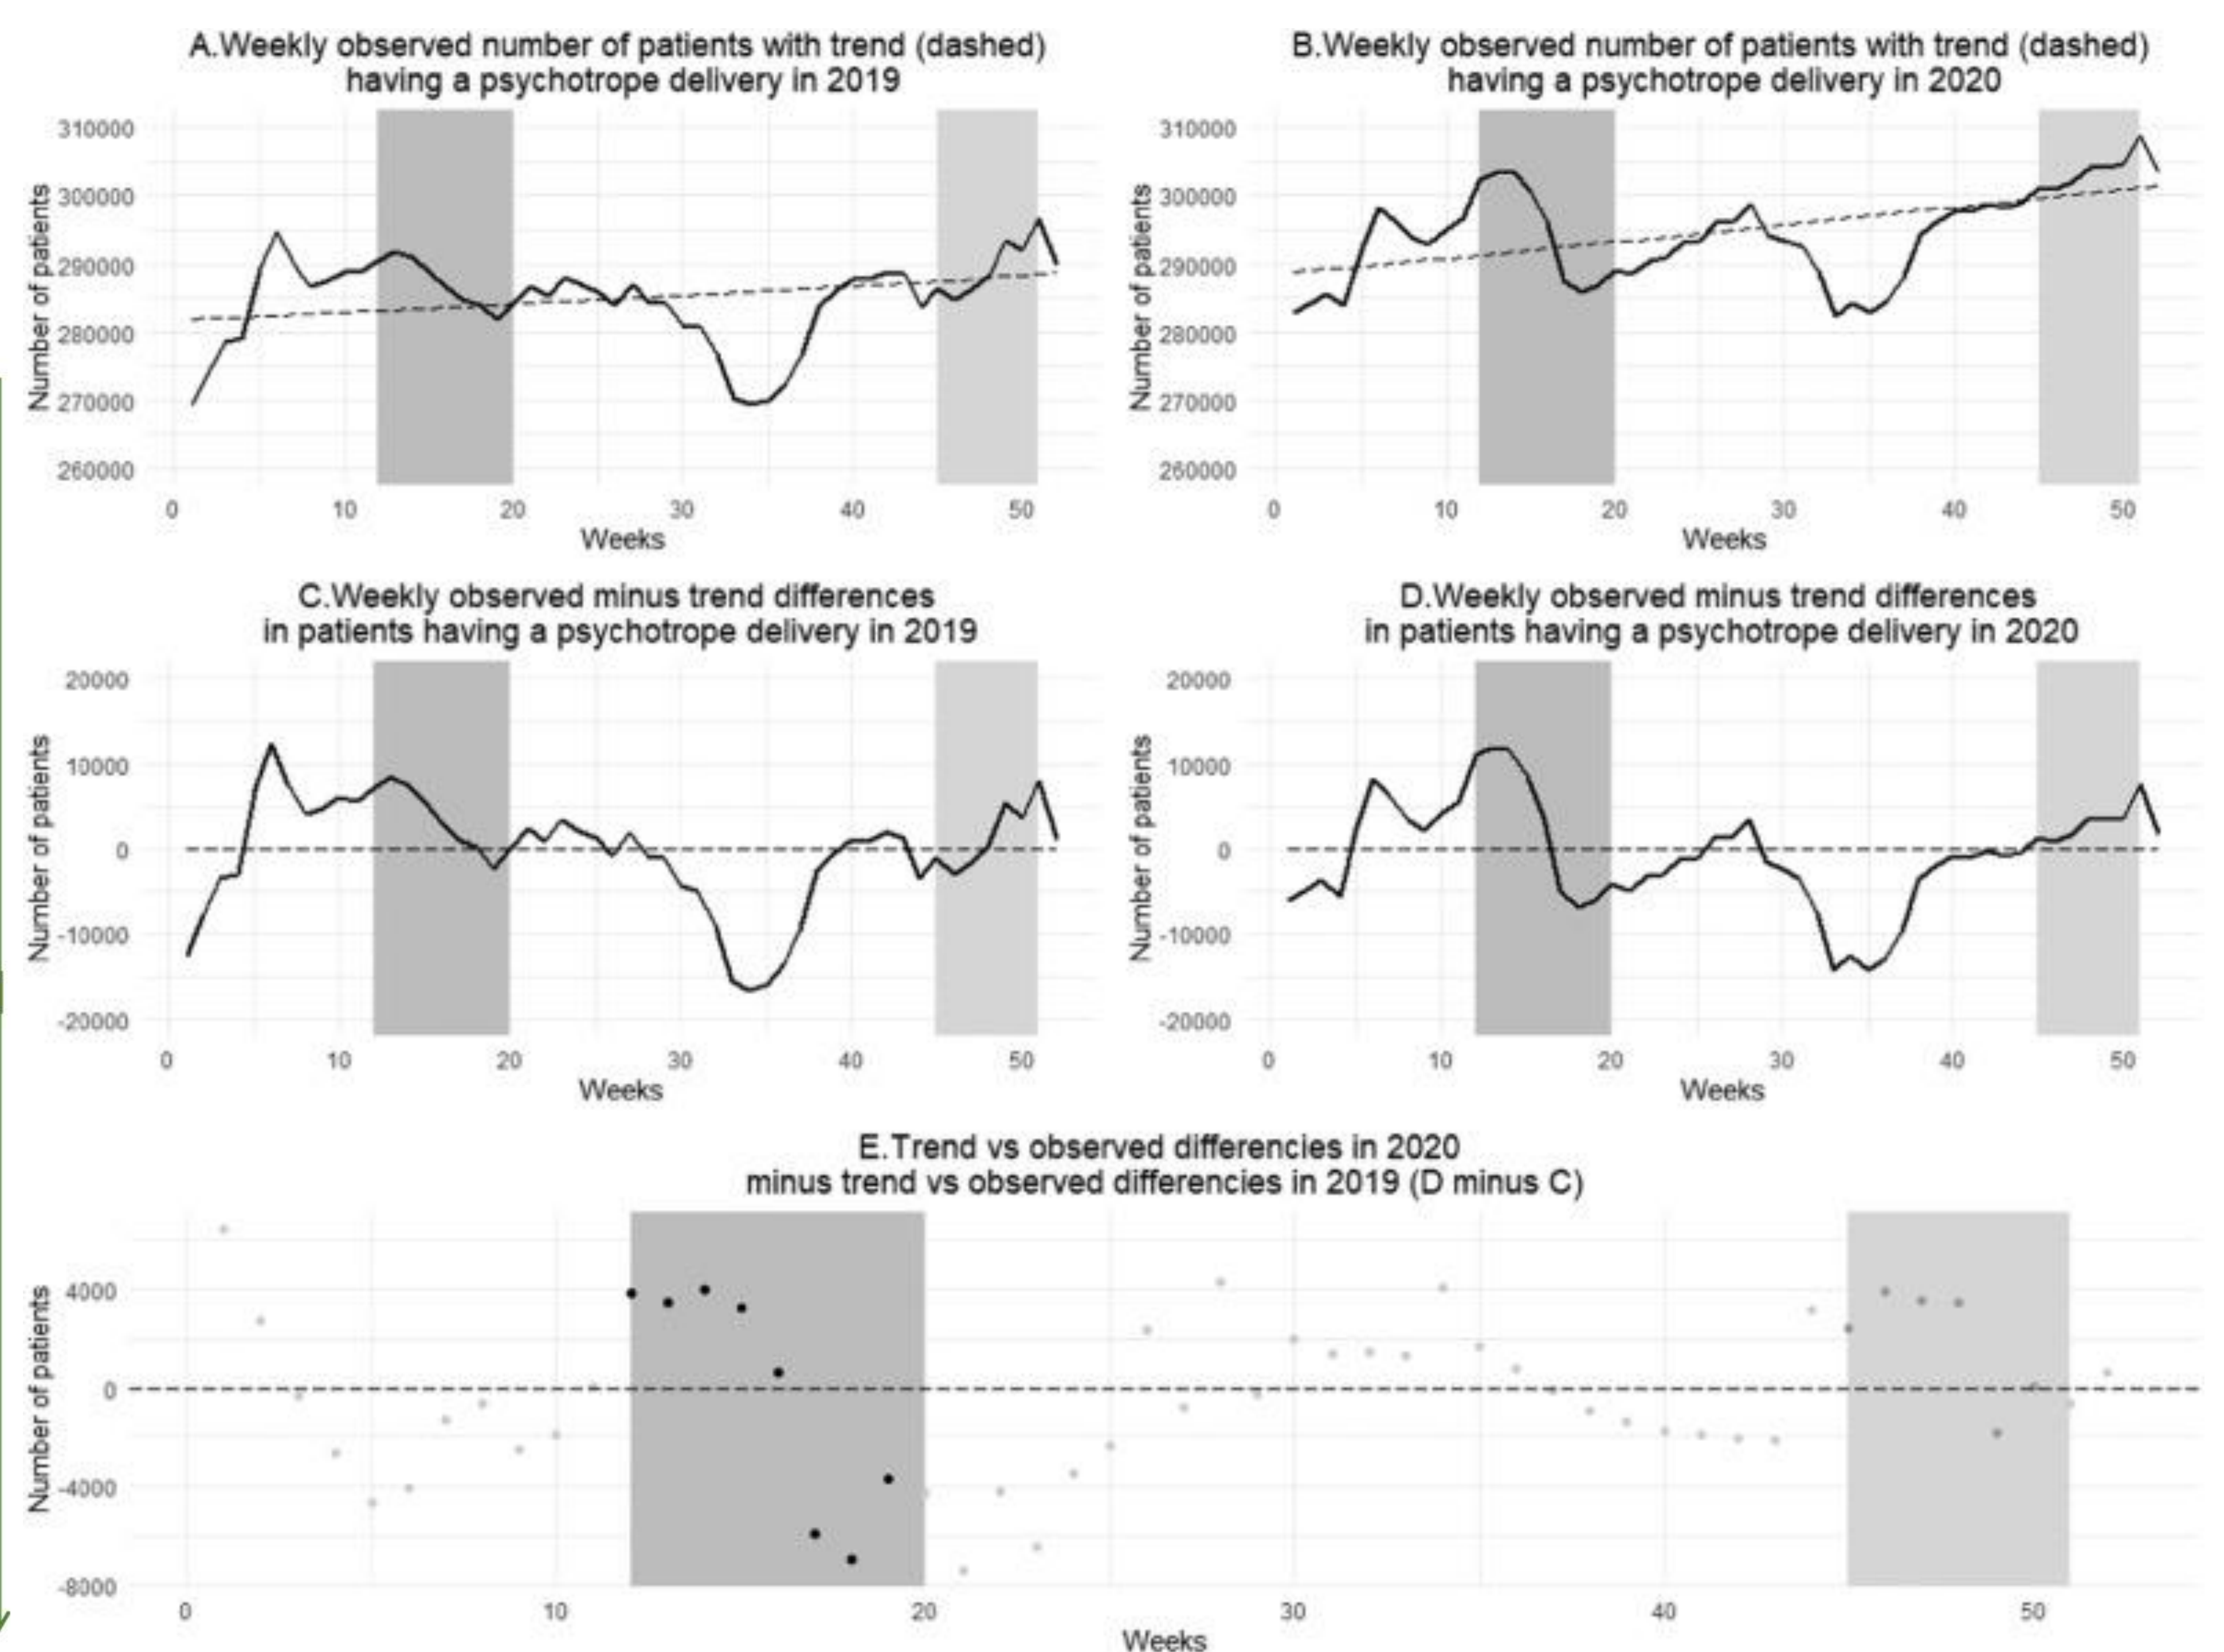 A.Weekly observed number of patients with trend (dashed)
having a psychotrope delivery in 2019
Number of patients
310000
300000
290000
280000
270000
260000
0 10 20 30 40 50
Weeks
B.Weekly observed number of patients with trend (dashed)
having a psychotrope delivery in 2020
Number of patients
310000
300000
290000
280000
270000
260000
0 10 20 30 40 50
Weeks
C.Weekly observed minus trend differences
in patients having a psychotrope delivery in 2019
Number of patients
20000
10000
0
-10000
-20000
0 10 20 30 40 50
Weeks
D.Weekly observed minus trend differences
in patients having a psychotrope delivery in 2020
Number of patients
20000
10000
0
-10000
-20000
0 10 20 30 40 50
Weeks
E.Trend vs observed differencies in 2020
minus trend vs observed differencies in 2019 (D minus C)
Number of patients
4000
0
-4000
-8000
0 10 20 30 40 50
Weeks